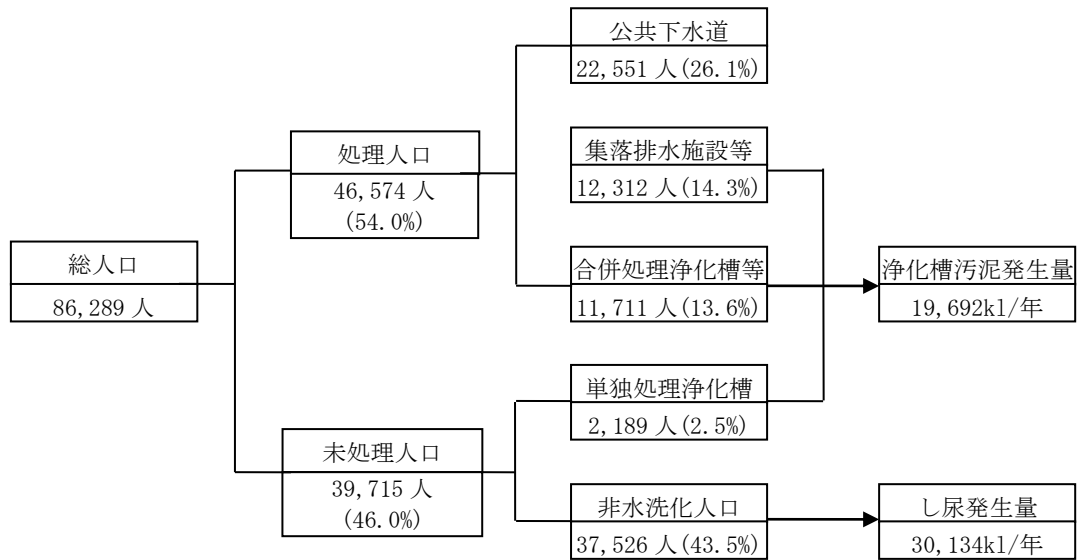 公共下水道
22,551 人(26.1%)
処理人口
46,574 人
(54.0%)
集落排水施設等
12,312 人(14.3%)
総人口
86,289 人
合併処理浄化槽等
11,711 人(13.6%)
浄化槽汚泥発生量
19,692kl/年
単独処理浄化槽
2,189 人(2.5%)
未処理人口
39,715 人
(46.0%)
非水洗化人口
37,526 人(43.5%)
し尿発生量
30,134kl/年